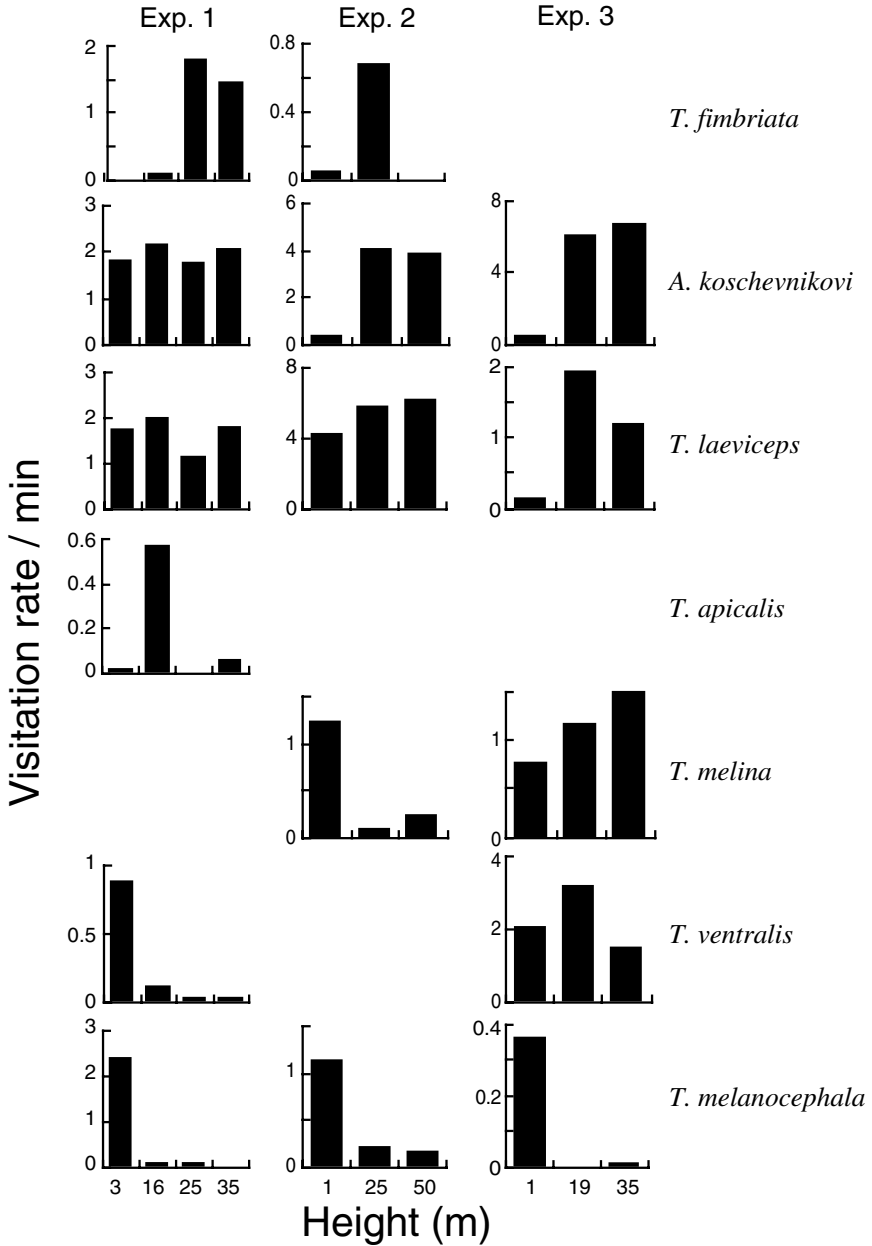 Exp. 1 Exp. 2 Exp. 3
2 1 0
0.8 0.4 0
T. fimbriata
3 2 1 0
6 4 2 0
8 4 0
A. koschevnikovi
3 2 1 0
8 4 0
2 1 0
T. laeviceps
0.6 0.4 0.2 0
T. apicalis
1 0
1 0
T. melina
1 0.5 0
4 2 0
T. ventralis
3 2 1 0
1 0
0.4 0.2 0
T. melanocephala
3 16 25 35
1 25 50
1 19 35
Visitation rate / min
Height (m)